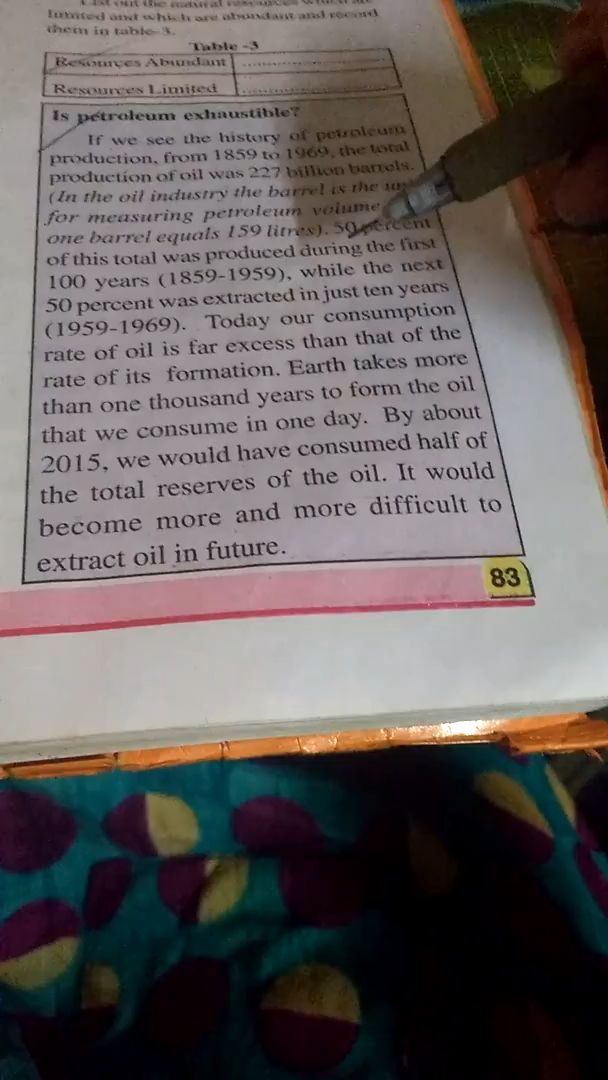 List out the natural resources which are
limited and which are abundant and record
them in table-3.
Table -3
Resources Abundant ....................
Resources Limited ....................
Is petroleum exhaustible?
If we see the history of petroleum
production, from 1859 to 1969, the total
production of oil was 227 billion barrels.
(In the oil industry the barrel is the
for measuring petroleum volume
one barrel equals 159 litres). 50 percent
of this total was produced during the first
100 years (1859-1959), while the next
50 percent was extracted in just ten years
(1959-1969). Today our consumption
rate of oil is far excess than that of the
rate of its formation. Earth takes more
than one thousand years to form the oil
that we consume in one day. By about
2015, we would have consumed half of
the total reserves of the oil. It would
become more and more difficult to
extract oil in future.
83